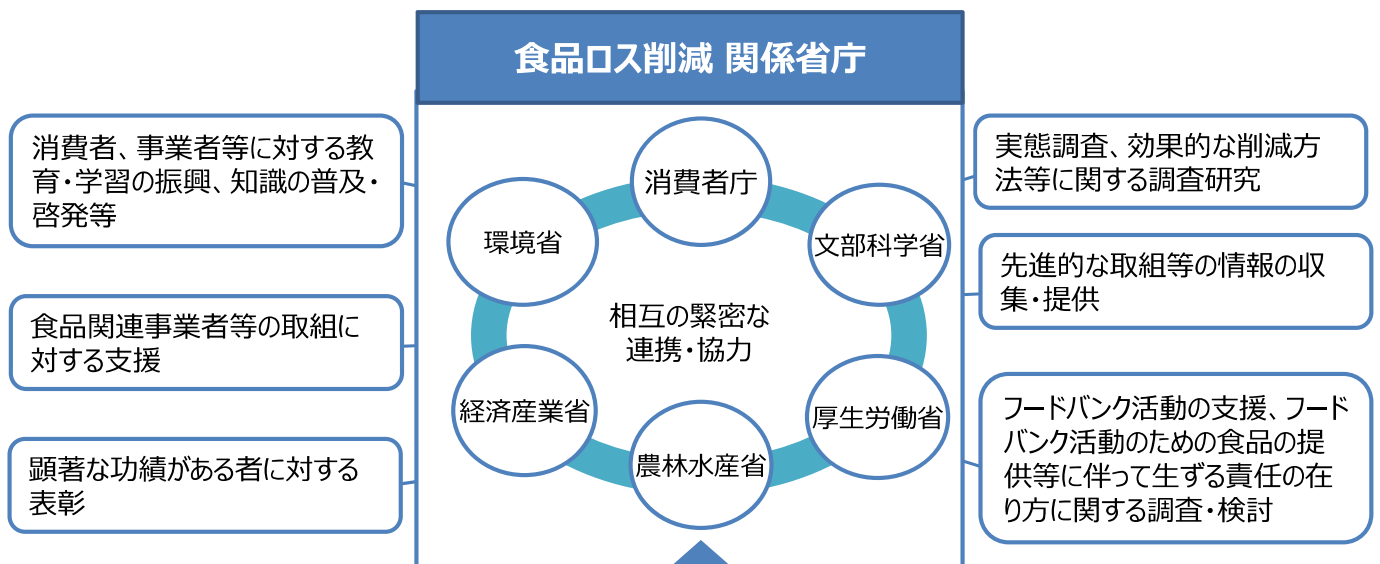 食品ロス削減 関係省庁
消費者、事業者等に対する教
育・学習の振興、知識の普及・
啓発等
食品関連事業者等の取組に
対する支援
顕著な功績がある者に対する
表彰
消費者庁
環境省
文部科学省
相互の緊密な
連携・協力
経済産業省
厚生労働省
農林水産省
実態調査、効果的な削減方
法等に関する調査研究
先進的な取組等の情報の収
集・提供
フードバンク活動の支援、フード
バンク活動のための食品の提
供等に伴って生ずる責任の在
り方に関する調査・検討